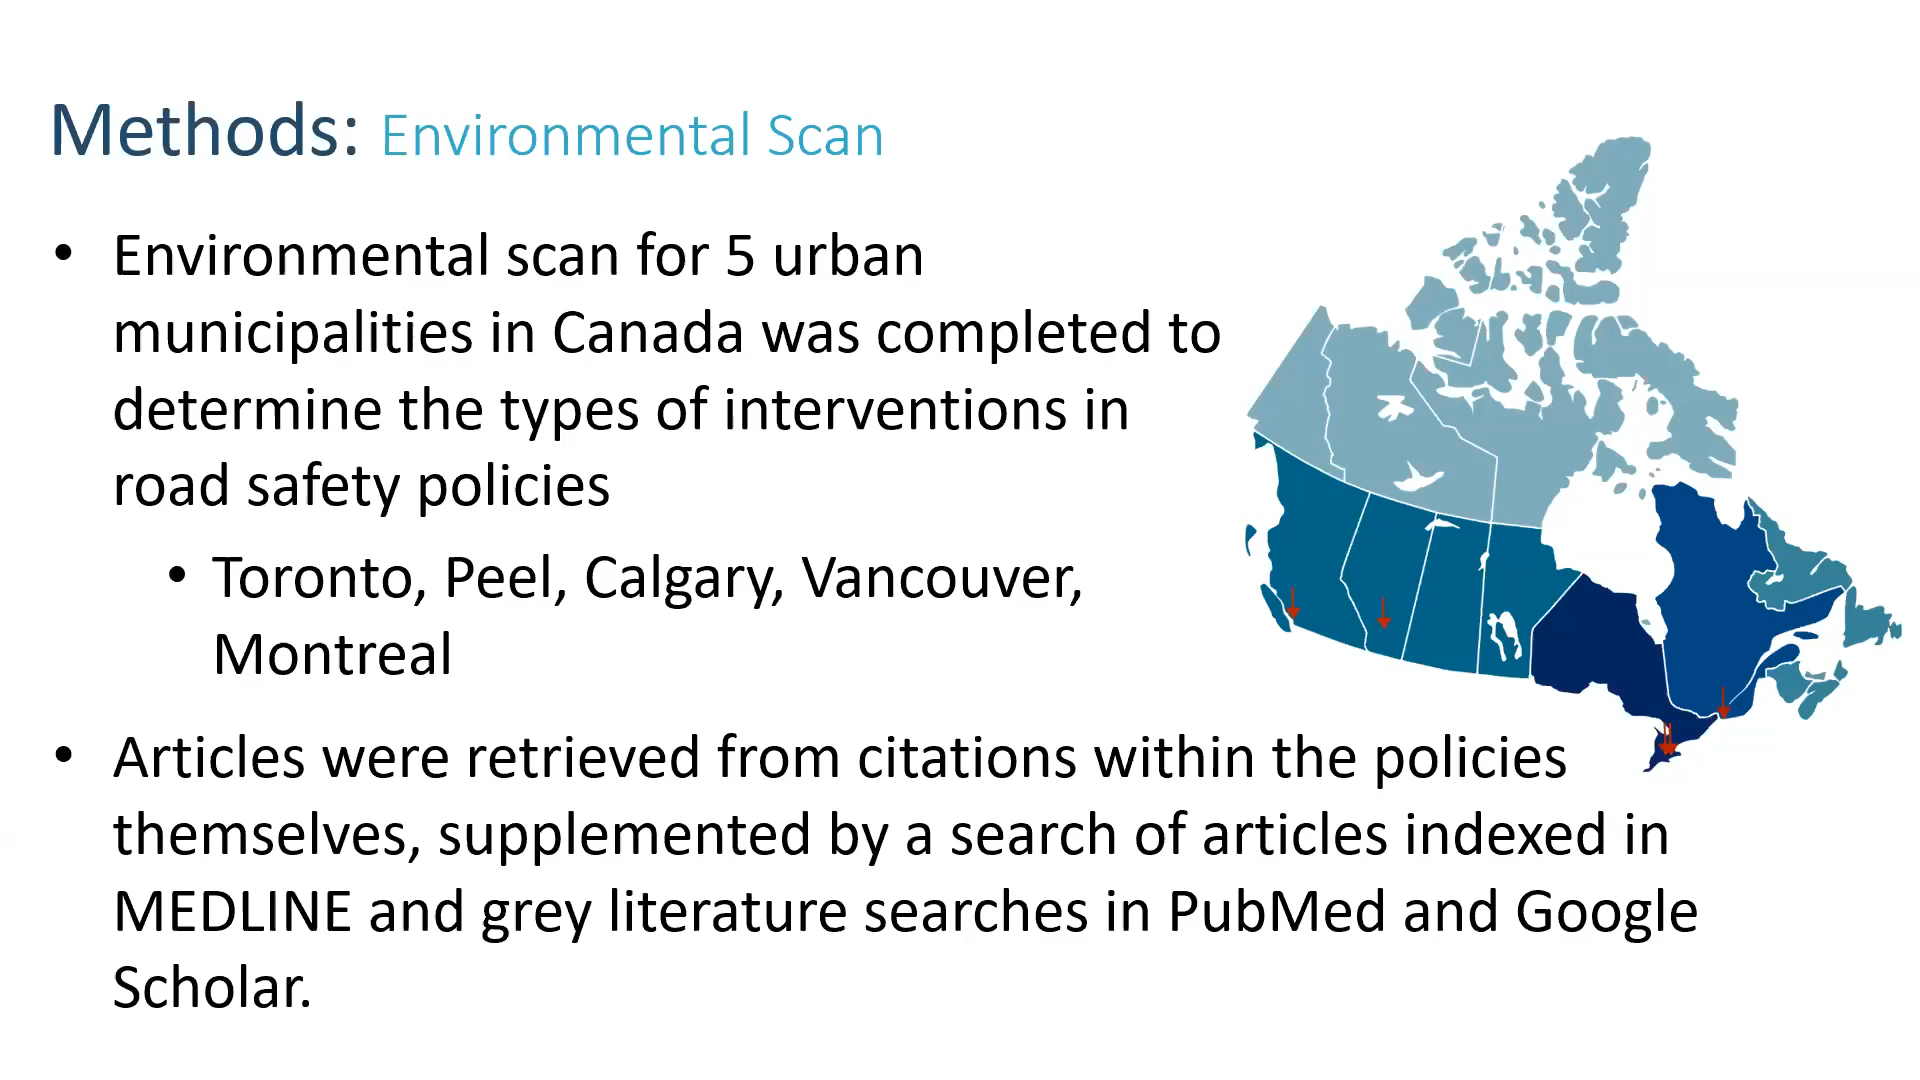 Methods: Environmental Scan
• Environmental scan for 5 urban
municipalities in Canada was completed to
determine the types of interventions in
road safety policies
• Toronto, Peel, Calgary, Vancouver,
Montreal
• Articles were retrieved from citations within the policies
themselves, supplemented by a search of articles indexed in
MEDLINE and grey literature searches in PubMed and Google
Scholar.